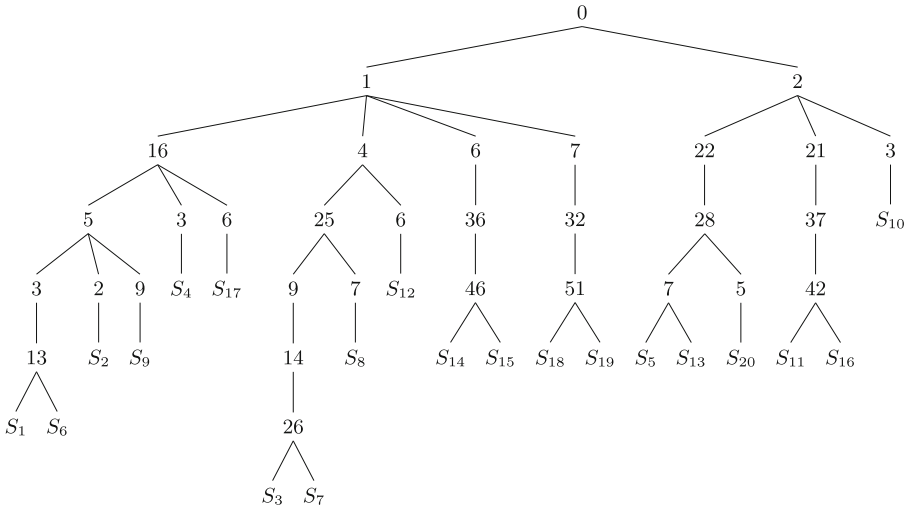 0
1 2
16 4 6 7 22 21 3
5 3 6 25 6 36 32 28 37 S₁₀
3 2 9 S₄ S₁₇ 9 7 S₁₂ 46 51 7 5 42
13 S₂ S₉ 14 S₈ S₁₄ S₁₅ S₁₈ S₁₉ S₅ S₁₃ S₂₀ S₁₁ S₁₆
S₁ S₆ 26
S₃ S₇